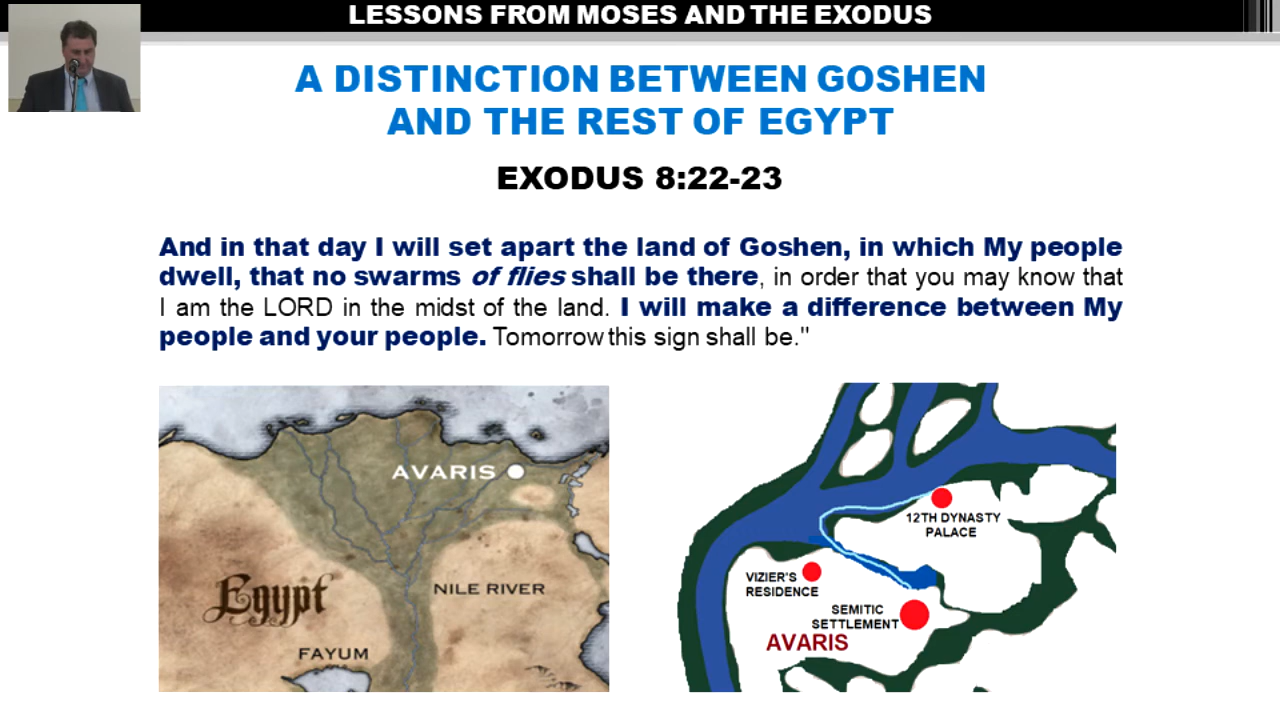 LESSONS FROM MOSES AND THE EXODUS
A DISTINCTION BETWEEN GOSHEN
AND THE REST OF EGYPT
EXODUS 8:22-23
And in that day I will set apart the land of Goshen, in which My people
dwell, that no swarms of flies shall be there, in order that you may know that
I am the LORD in the midst of the land. I will make a difference between My
people and your people. Tomorrow this sign shall be."
AVARIS
Egypt
NILE RIVER
FAYUM
12TH DYNASTY
PALACE
VIZIER'S
RESIDENCE
SEMITIC
SETTLEMENT
AVARIS